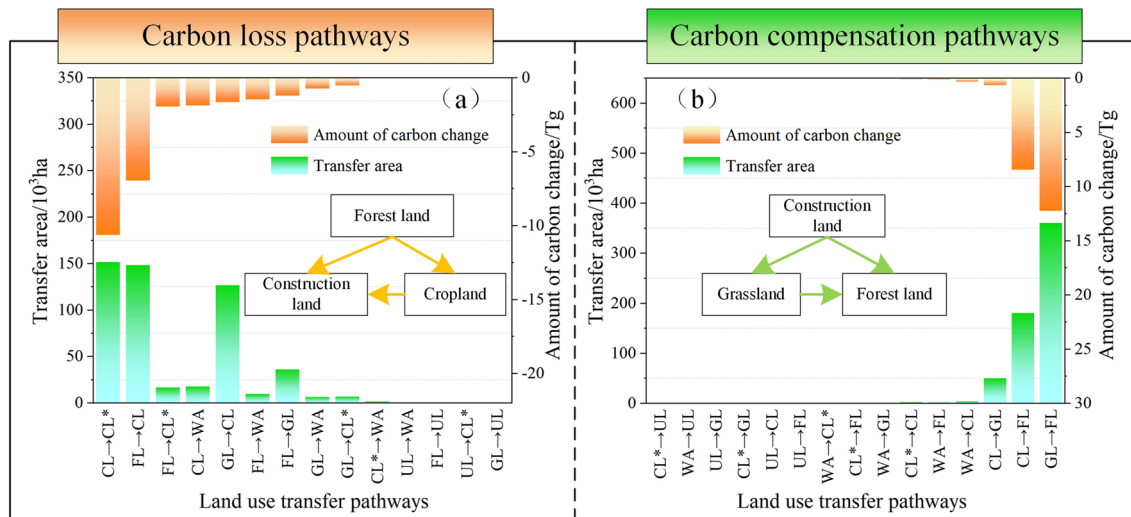 Carbon loss pathways
Carbon compensation pathways
(a)
Transfer area/10³ha
350
300
250
200
150
100
50
0
Amount of carbon change
Transfer area
Forest land
Construction
land
Cropland
0
-5
-10
-15
-20
Amount of carbon change/Tg
CL→CL*
FL→CL
FL→CL*
CL→WA
GL→CL
FL→WA
FL→GL
GL→WA
GL→CL*
CL*→WA
UL→WA
FL→UL
UL→CL*
GL→UL
Land use transfer pathways
(b)
Transfer area/10³ha
600
500
400
300
200
100
0
Amount of carbon change
Transfer area
Construction
land
Grassland
Forest land
0
5
10
15
20
25
30
Amount of carbon change/Tg
CL*→UL
WA→UL
UL→GL
CL*→GL
UL→CL
UL→FL
WA→CL*
CL*→FL
WA→GL
CL*→CL
WA→FL
WA→CL
CL→GL
CL→FL
GL→FL
Land use transfer pathways